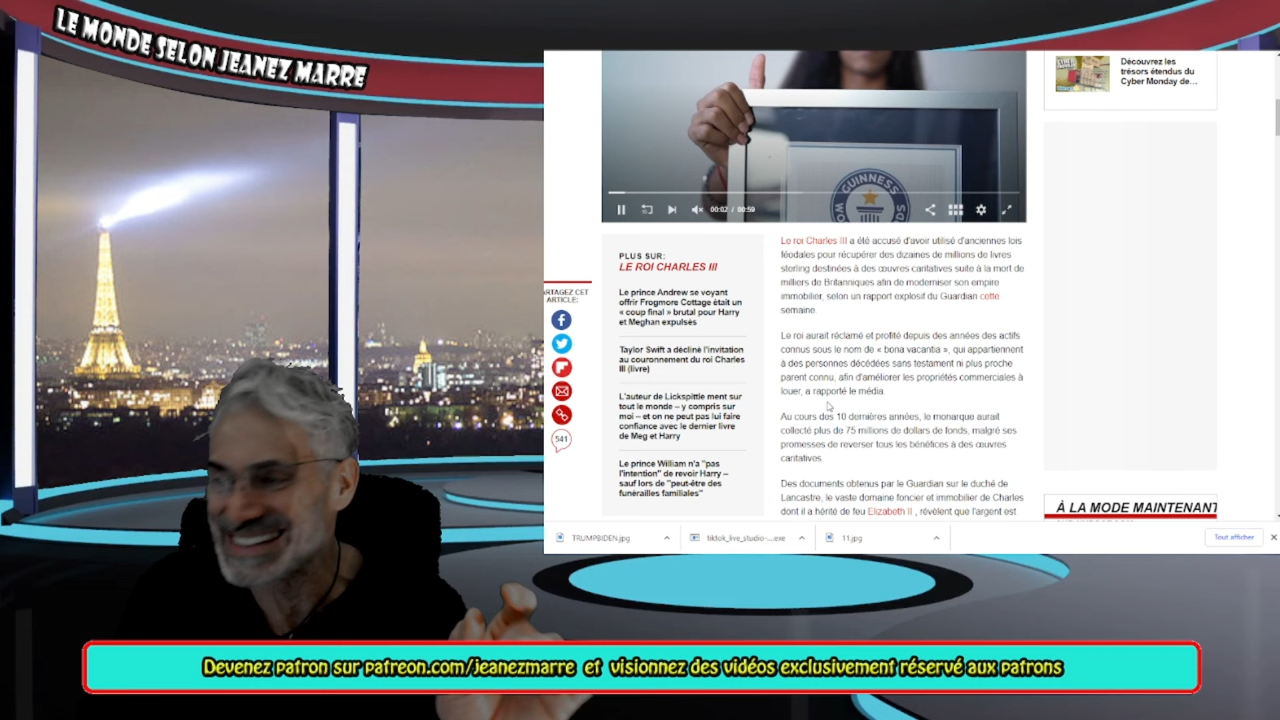 LE MONDE SELON JEANEZ MARRE
Découvrez les
trésors étendus du
Cyber Monday de...
GUINNESS
00:02 / 00:59
PLUS SUR:
LE ROI CHARLES III
Le prince Andrew se voyant
offrir Frogmore Cottage était un
« coup final » brutal pour Harry
et Meghan expulsés
Taylor Swift a décliné l'invitation
au couronnement du roi Charles
III (livre)
L'auteur de Lickspittle ment sur
tout le monde – y compris sur
moi – et on ne peut pas lui faire
confiance avec le dernier livre
de Meg et Harry
Le prince William n'a "pas
l'intention" de revoir Harry –
sauf lors de "peut-être des
funérailles familiales"
ARTAGEZ CET
ARTICLE:
541
Le roi Charles III a été accusé d'avoir utilisé d'anciennes lois
féodales pour récupérer des dizaines de millions de livres
sterling destinées à des œuvres caritatives suite à la mort de
milliers de Britanniques afin de moderniser son empire
immobilier, selon un rapport explosif du Guardian cette
semaine.
Le roi aurait réclamé et profité depuis des années des actifs
connus sous le nom de « bona vacantia », qui appartiennent
à des personnes décédées sans testament ni plus proche
parent connu, afin d'améliorer les propriétés commerciales à
louer, a rapporté le média.
Au cours des 10 dernières années, le monarque aurait
collecté plus de 75 millions de dollars de fonds, malgré ses
promesses de reverser tous les bénéfices à des œuvres
caritatives.
Des documents obtenus par le Guardian sur le duché de
Lancastre, le vaste domaine foncier et immobilier de Charles
dont il a hérité de feu Elizabeth II , révèlent que l'argent est
À LA MODE MAINTENANT
TRUMPBIDEN.jpg
tiktok_live_studio-....exe
11.jpg
Tout afficher
Devenez patron sur patreon.com/jeanezmarre et visionnez des vidéos exclusivement réservé aux patrons